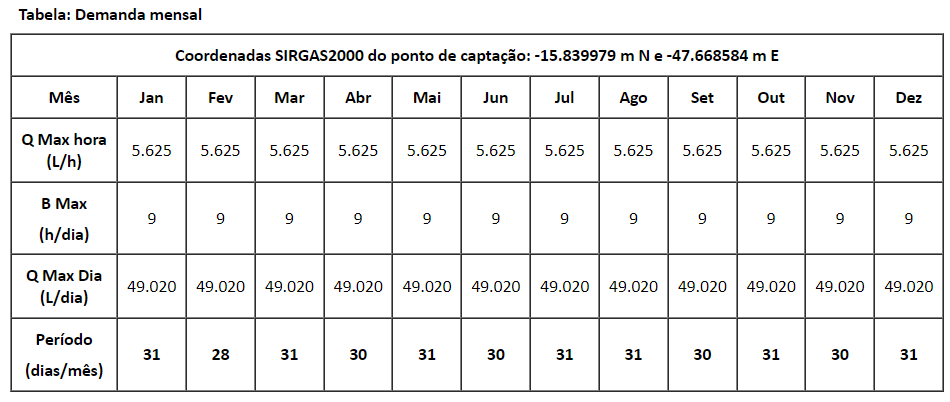 Tabela: Demanda mensal
Coordenadas SIRGAS2000 do ponto de captação: -15.839979 m N e -47.668584 m E
Mês Jan Fev Mar Abr Mai Jun Jul Ago Set Out Nov Dez
Q Max hora
(L/h) 5.625 5.625 5.625 5.625 5.625 5.625 5.625 5.625 5.625 5.625 5.625 5.625
B Max
(h/dia) 9 9 9 9 9 9 9 9 9 9 9 9
Q Max Dia
(L/dia) 49.020 49.020 49.020 49.020 49.020 49.020 49.020 49.020 49.020 49.020 49.020 49.020
Período
(dias/mês) 31 28 31 30 31 30 31 31 30 31 30 31